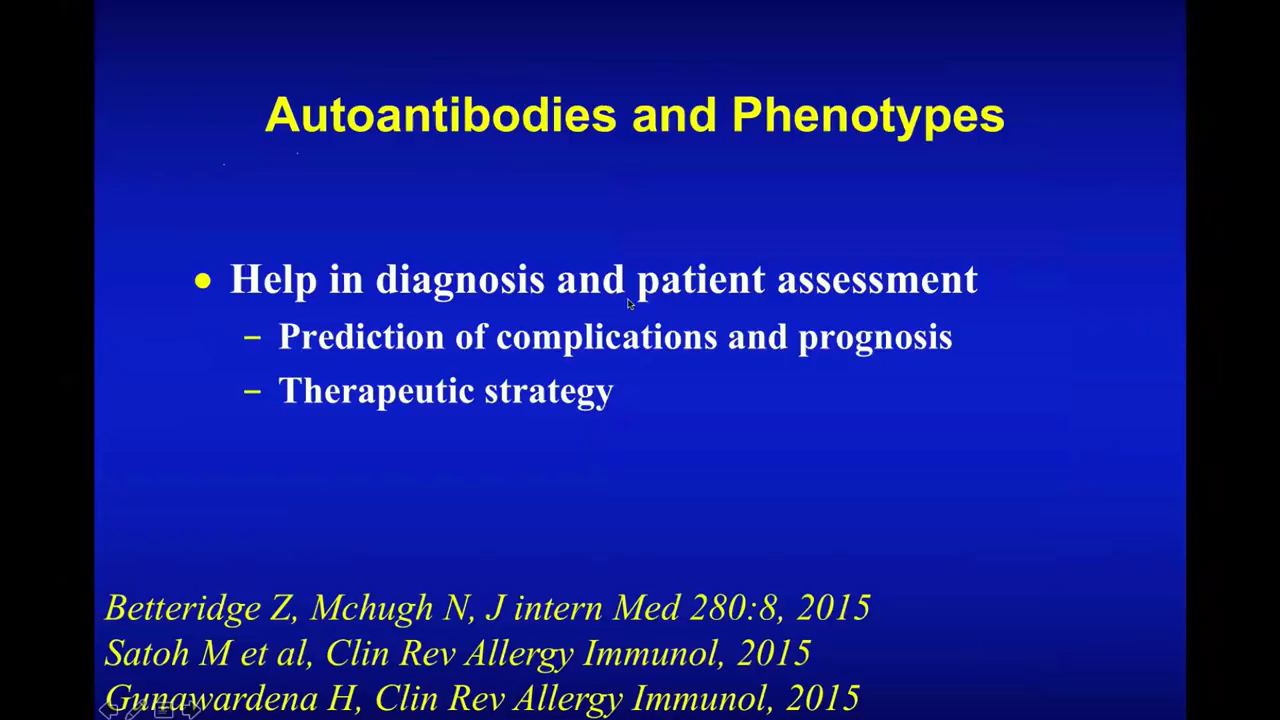 Autoantibodies and Phenotypes
• Help in diagnosis and patient assessment
– Prediction of complications and prognosis
– Therapeutic strategy
Betteridge Z, Mchugh N, J intern Med 280:8, 2015
Satoh M et al, Clin Rev Allergy Immunol, 2015
Gunawardena H, Clin Rev Allergy Immunol, 2015